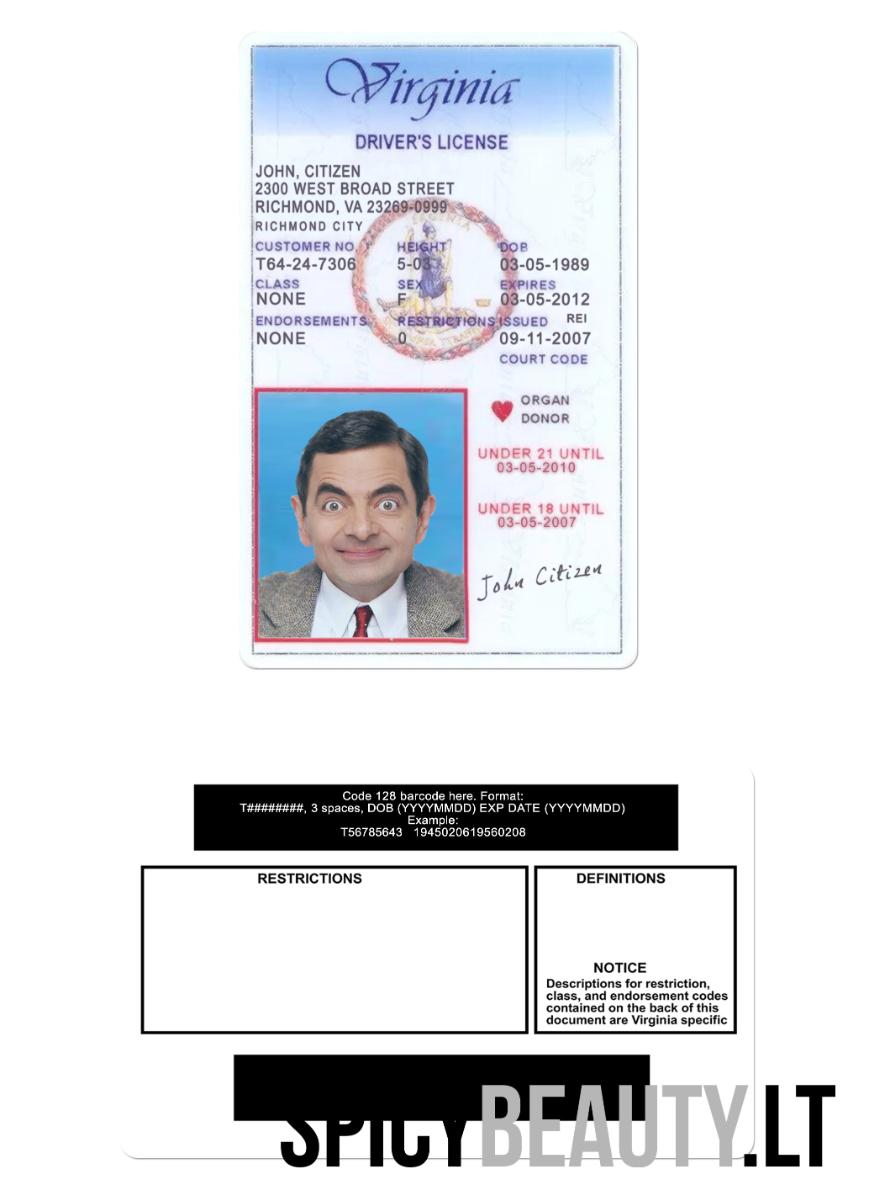 Virginia
DRIVER'S LICENSE
JOHN, CITIZEN
2300 WEST BROAD STREET
RICHMOND, VA 23269-0999
RICHMOND CITY
CUSTOMER NO. HEIGHT DOB
T64-24-7306 5-03 03-05-1989
CLASS SEX EXPIRES
NONE F 03-05-2012
ENDORSEMENTS RESTRICTIONS ISSUED REI
NONE 0 09-11-2007
COURT CODE
ORGAN
DONOR
UNDER 21 UNTIL
03-05-2010
UNDER 18 UNTIL
03-05-2007
John Citizen
Code 128 barcode here. Format:
T########, 3 spaces, DOB (YYYYMMDD) EXP DATE (YYYYMMDD)
Example:
T56785643 1945020619560208
RESTRICTIONS
DEFINITIONS
NOTICE
Descriptions for restriction,
class, and endorsement codes
contained on the back of this
document are Virginia specific
SPICYBEAUTY.LT